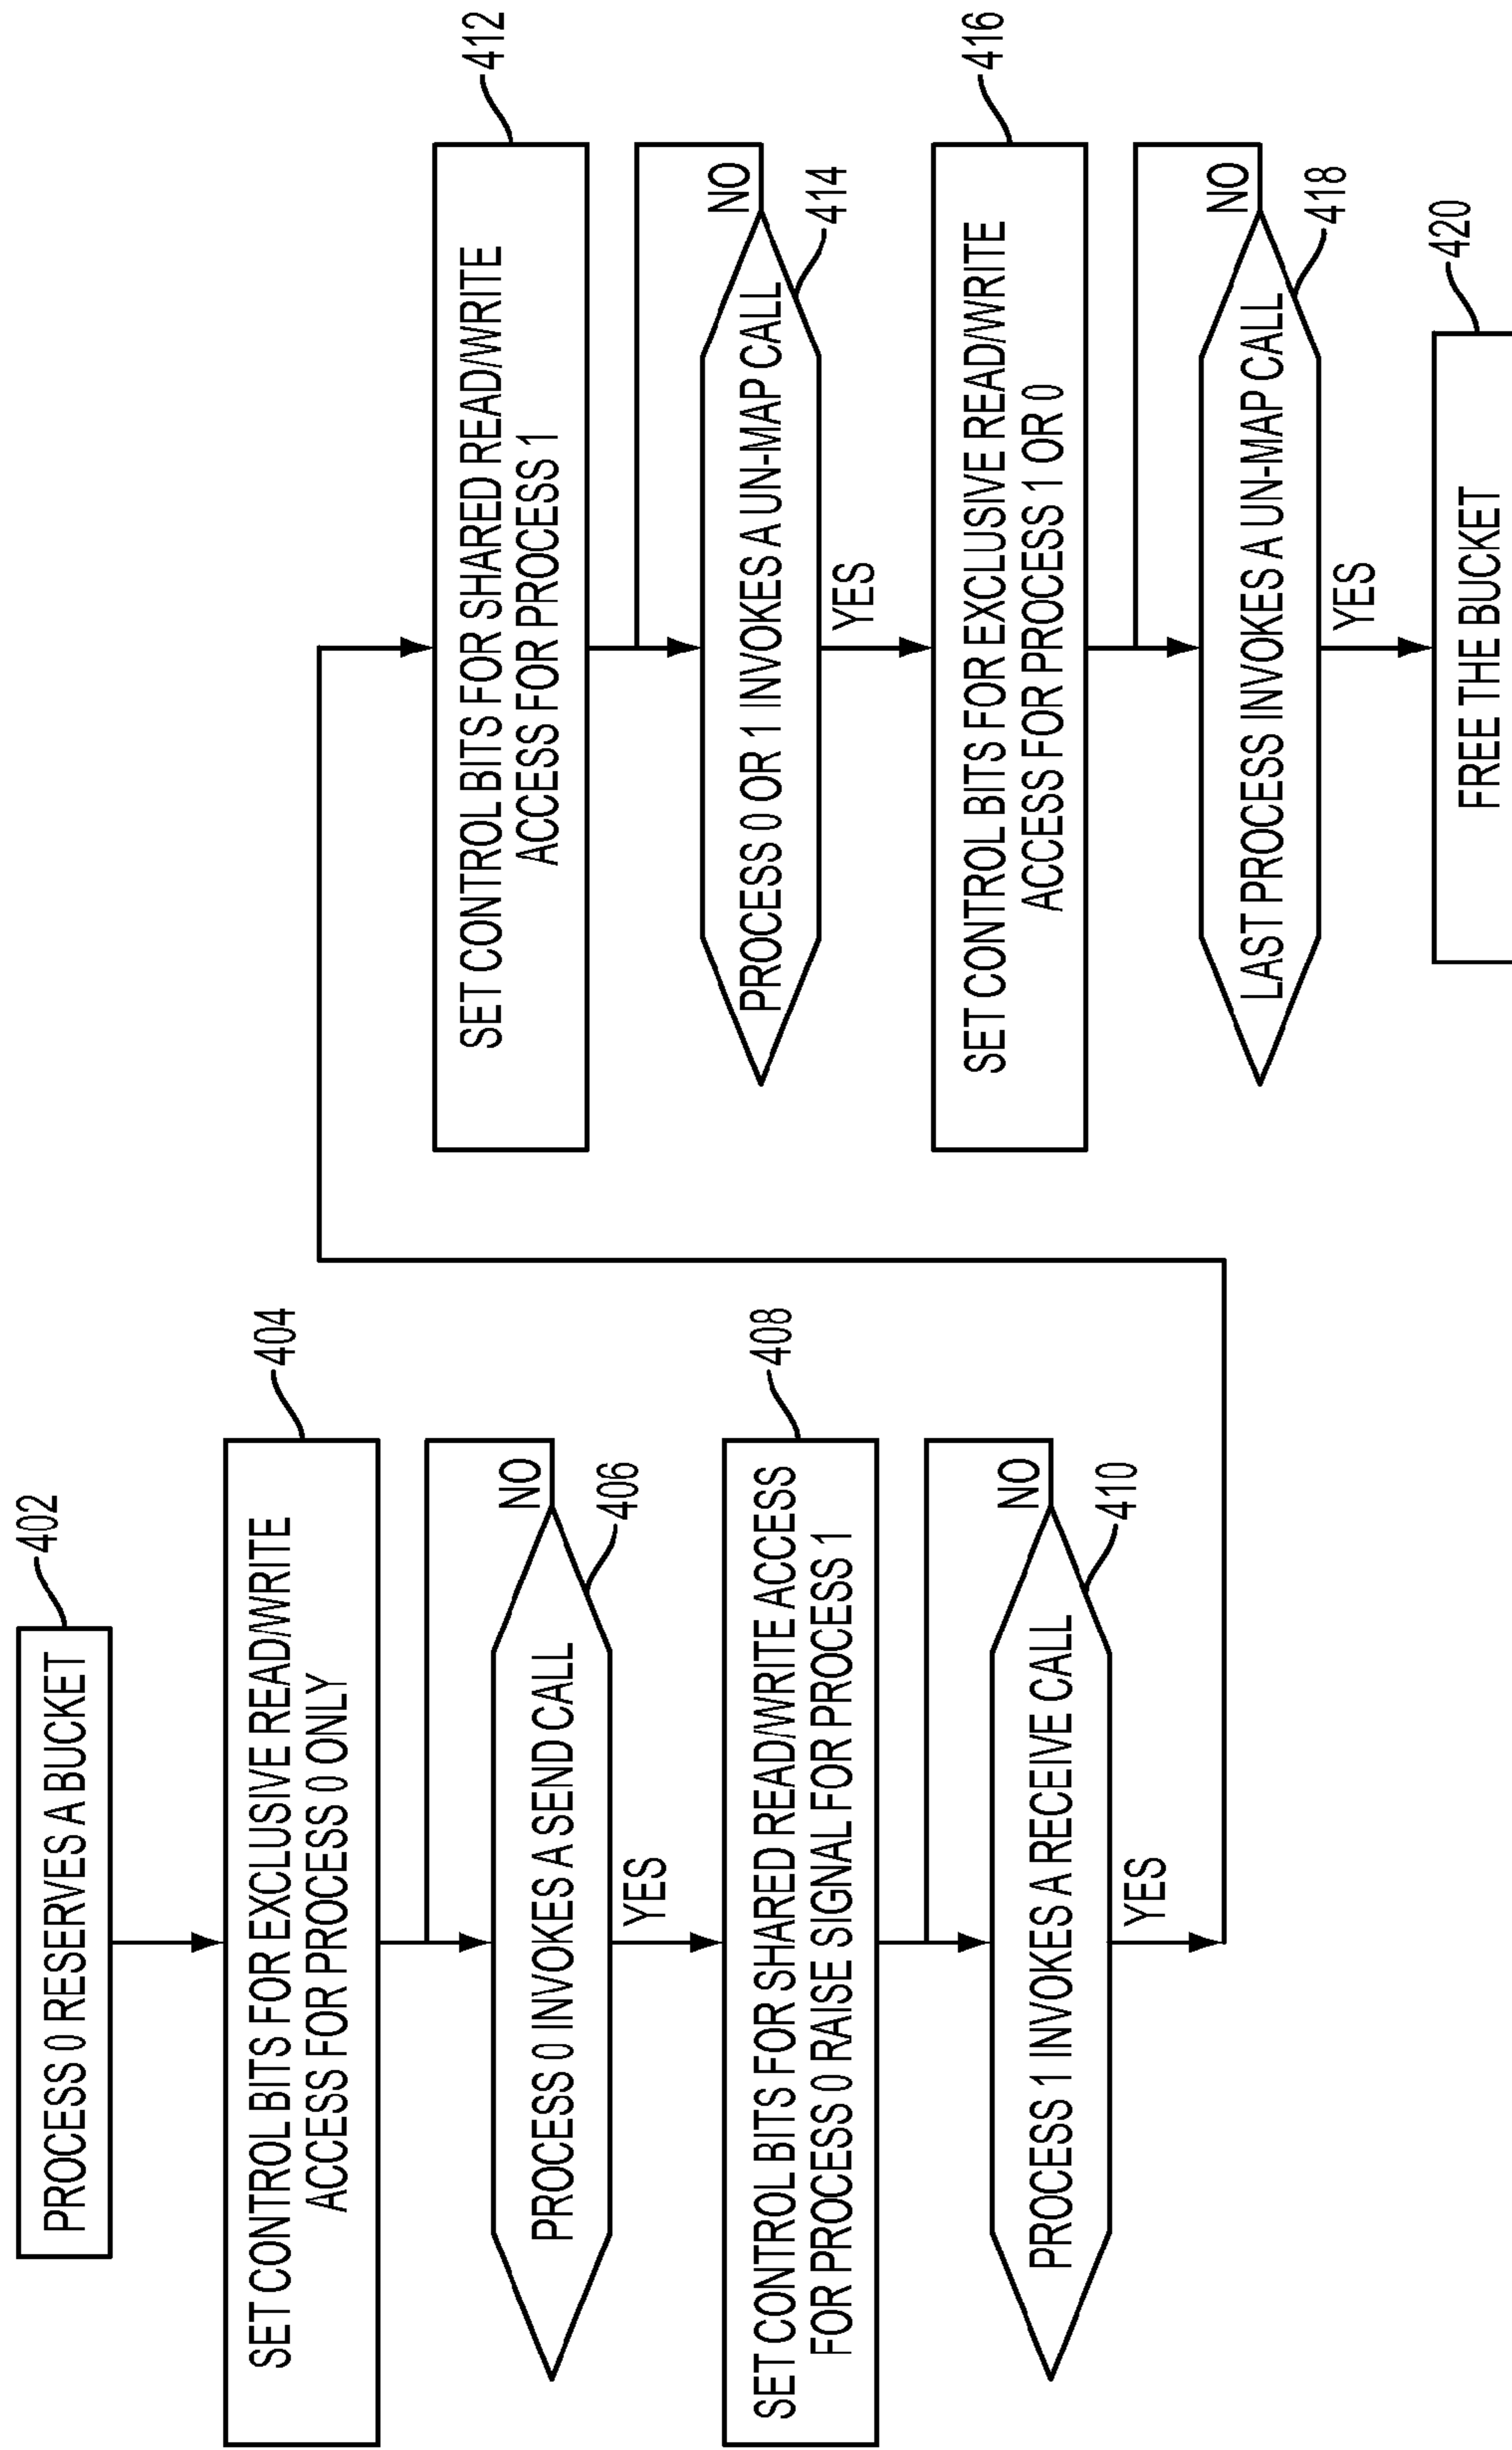 PROCESS 0 RESERVES A BUCKET
402
SET CONTROL BITS FOR EXCLUSIVE READ/WRITE
ACCESS FOR PROCESS 0 ONLY
404
PROCESS 0 INVOKES A SEND CALL
NO
406
YES
SET CONTROL BITS FOR SHARED READ/WRITE ACCESS
FOR PROCESS 0 RAISE SIGNAL FOR PROCESS 1
408
PROCESS 1 INVOKES A RECEIVE CALL
NO
410
YES
SET CONTROL BITS FOR SHARED READ/WRITE
ACCESS FOR PROCESS 1
412
PROCESS 0 OR 1 INVOKES A UN-MAP CALL
NO
414
YES
SET CONTROL BITS FOR EXCLUSIVE READ/WRITE
ACCESS FOR PROCESS 1 OR 0
416
LAST PROCESS INVOKES A UN-MAP CALL
NO
418
YES
FREE THE BUCKET
420